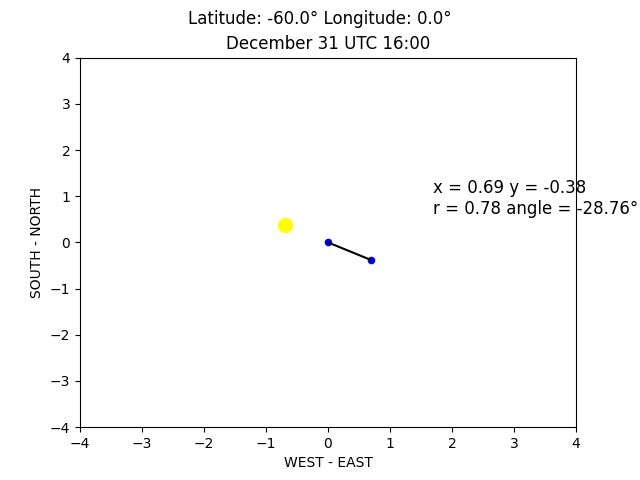 Latitude: -60.0° Longitude: 0.0°
December 31 UTC 16:00
4
3
2
1
0
−1
−2
−3
−4
SOUTH - NORTH
x = 0.69 y = -0.38
r = 0.78 angle = -28.76°
−4 −3 −2 −1 0 1 2 3 4
WEST - EAST